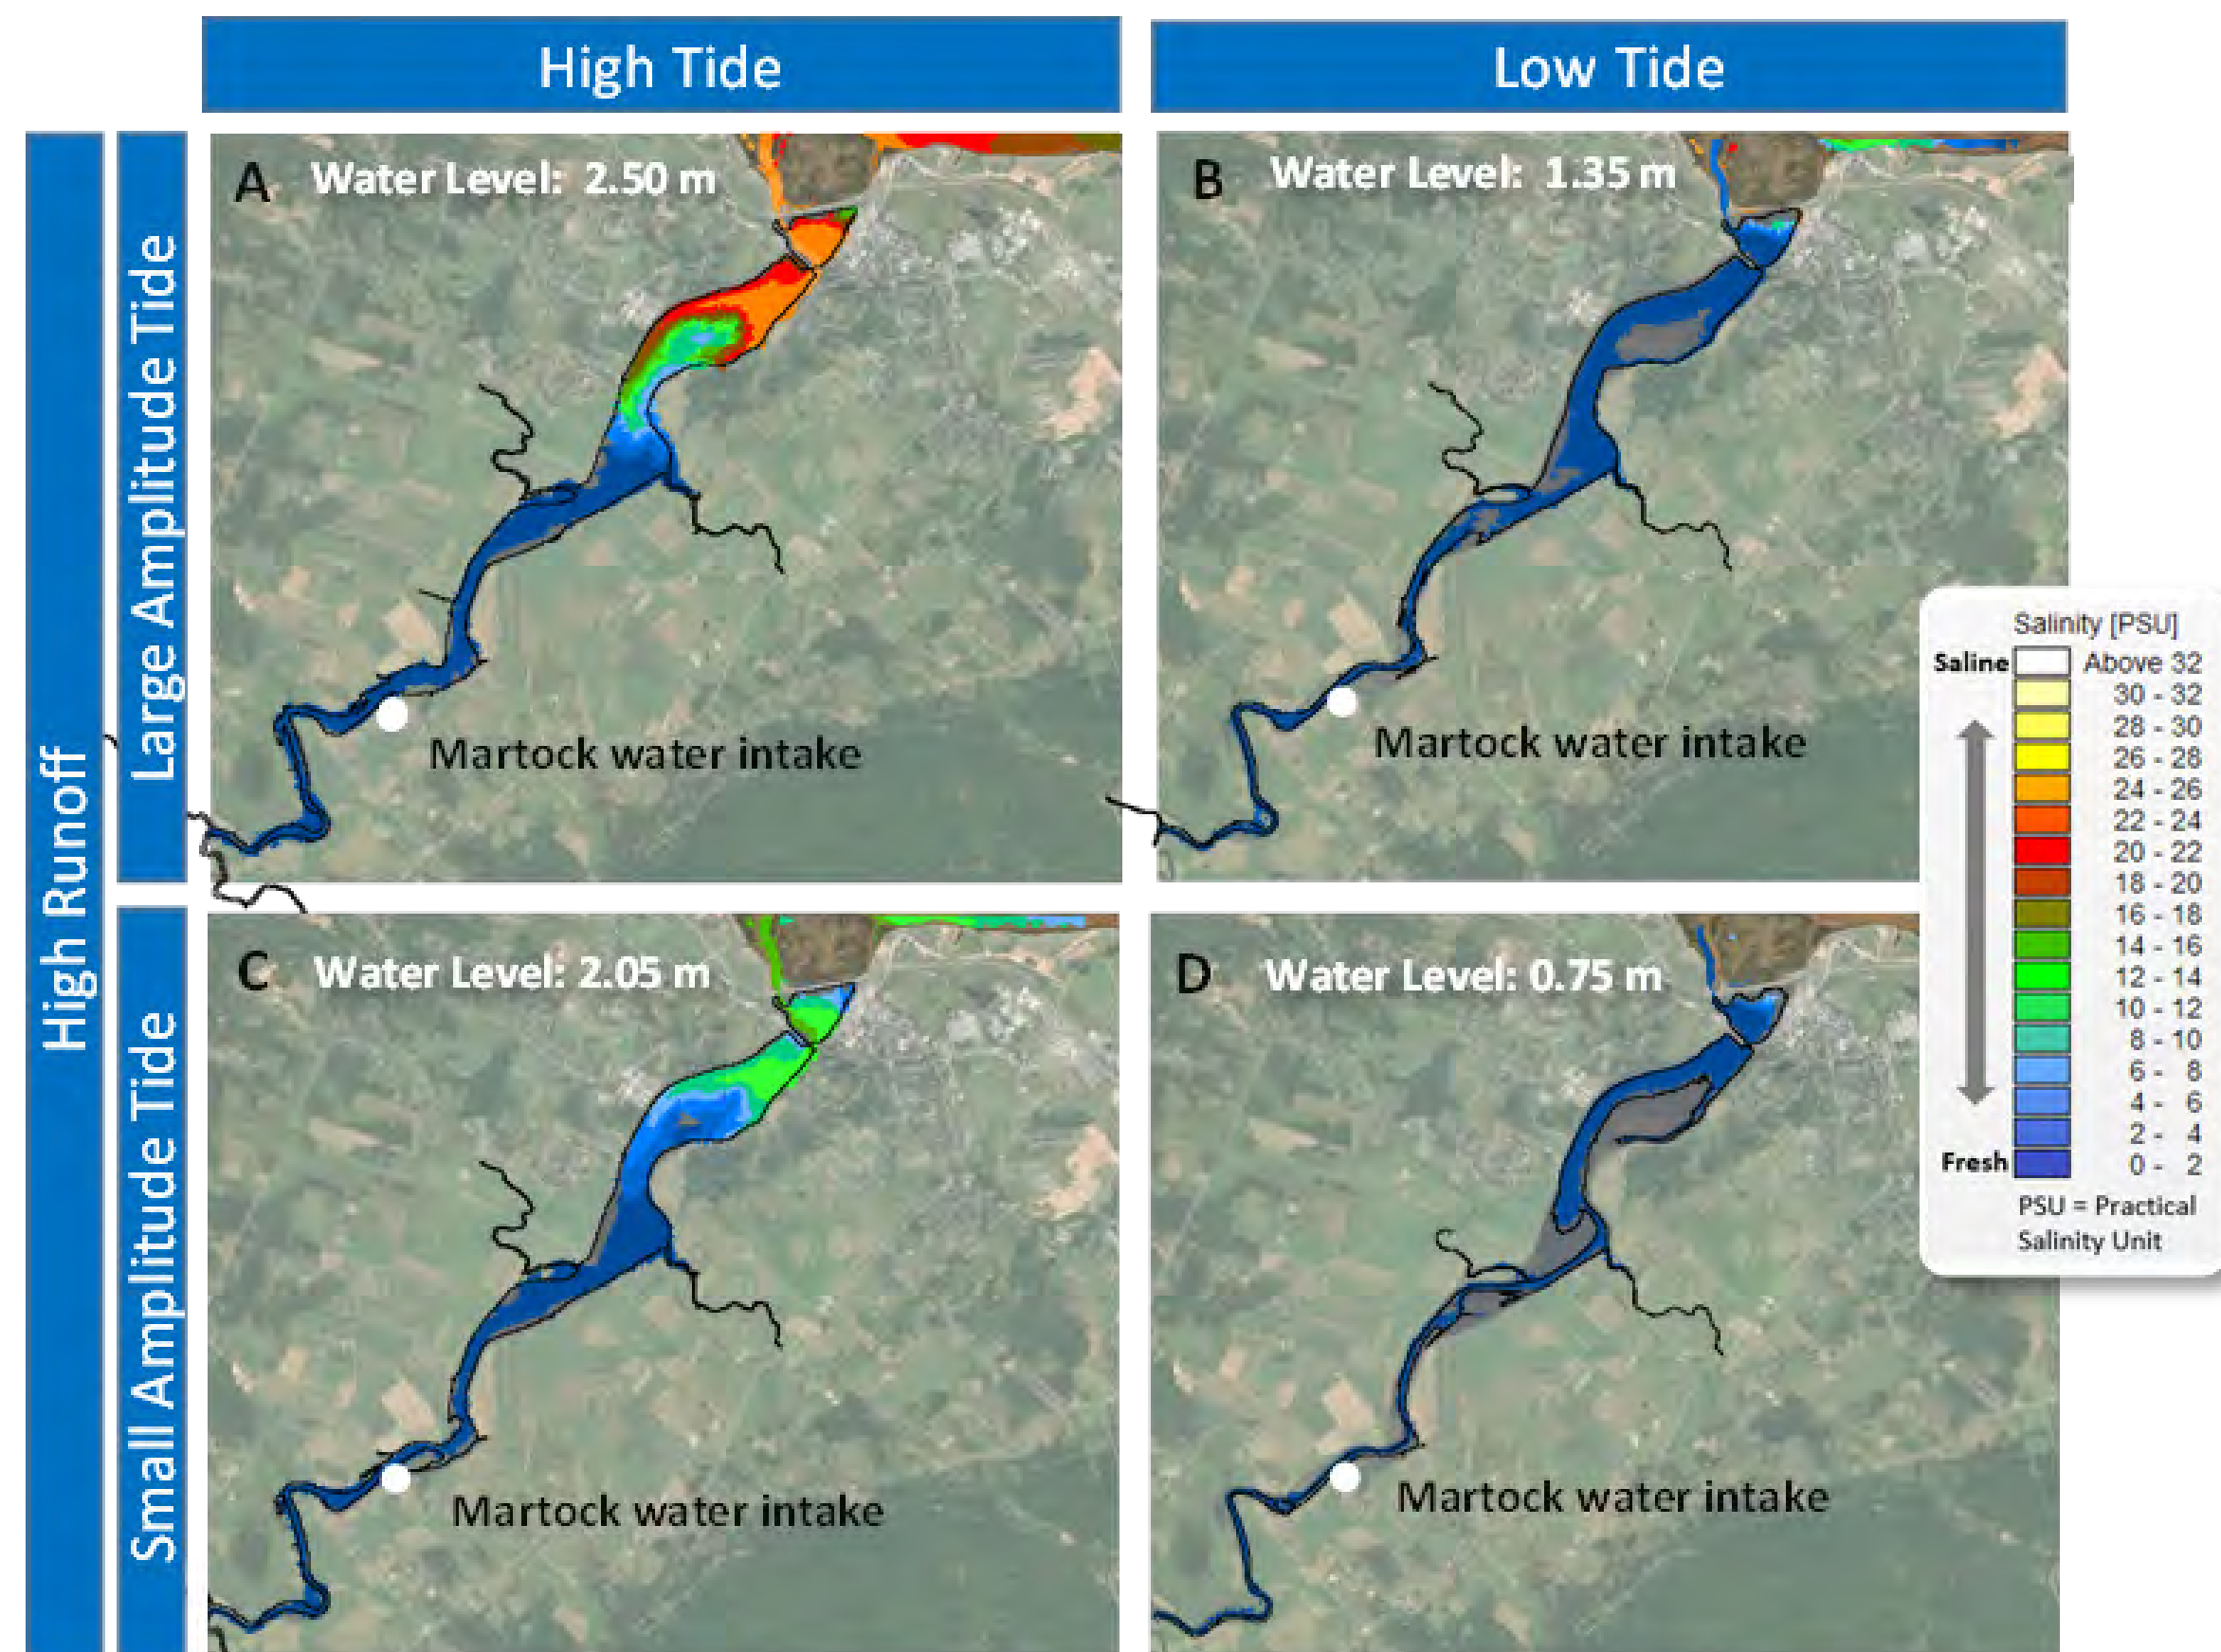 High Tide
Low Tide
High Runoff
Large Amplitude Tide
Small Amplitude Tide
A Water Level: 2.50 m
Martock water intake
B Water Level: 1.35 m
Martock water intake
C Water Level: 2.05 m
Martock water intake
D Water Level: 0.75 m
Martock water intake
Salinity [PSU]
Saline Above 32
30 - 32
28 - 30
26 - 28
24 - 26
22 - 24
20 - 22
18 - 20
16 - 18
14 - 16
12 - 14
10 - 12
8 - 10
6 - 8
4 - 6
2 - 4
Fresh 0 - 2
PSU = Practical
Salinity Unit